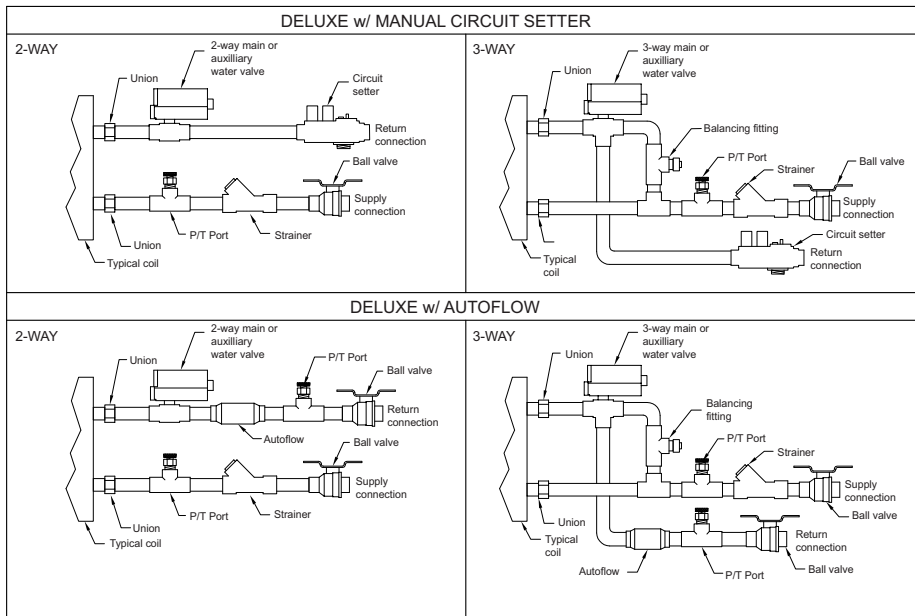 DELUXE w/ MANUAL CIRCUIT SETTER
2-WAY
2-way main or
auxilliary
water valve
Union
Circuit
setter
Return
connection
Ball valve
Supply
connection
P/T Port
Strainer
Union
Typical coil
3-WAY
3-way main or
auxilliary
water valve
Union
Balancing fitting
P/T Port
Strainer
Ball valve
Supply
connection
Circuit setter
Return
connection
Typical
coil
DELUXE w/ AUTOFLOW
2-WAY
2-way main or
auxilliary
water valve
Union
P/T Port
Ball valve
Return
connection
Autoflow
Ball valve
Supply
connection
P/T Port
Strainer
Union
Typical coil
3-WAY
3-way main or
auxilliary
water valve
Union
Balancing
fitting
P/T Port
Strainer
Supply
connection
Ball valve
Union
Typical
coil
Return
connection
Autoflow
P/T Port
Ball valve